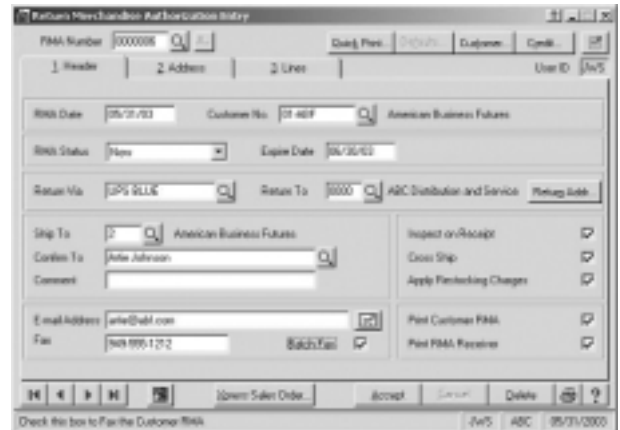 Return Merchandise Authorization Entry
RMA Number 0000006 Quick Print... Defaults... Customer... Credit...
1. Header 2. Address 3. Lines User ID JWS
RMA Date 05/31/03 Customer No. 01-ABF American Business Futures
RMA Status New Expire Date 06/30/03
Return Via UPS BLUE Return To 0000 ABC Distribution and Service Return Addr...
Ship To 2 American Business Futures Inspect on Receipt
Confirm To Artie Johnson Cross Ship
Comment Apply Restocking Charges
E-mail Address artie@abf.com Print Customer RMA
Fax 949 555-1212 Batch Fax Print RMA Receiver
Xpress Sales Order... Accept Cancel Delete ?
Check this box to Fax the Customer RMA JWS ABC 05/31/2003